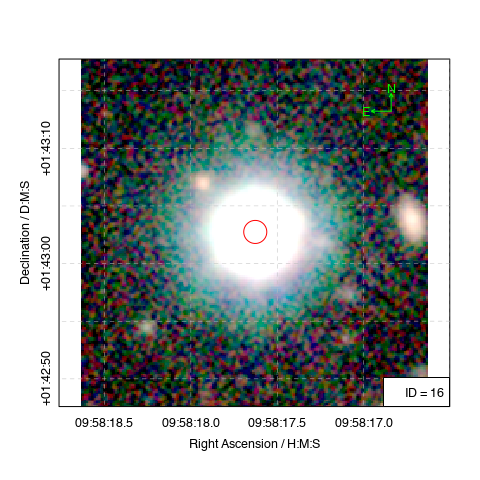 N
E
+01:43:10
+01:43:00
+01:42:50
Declination / D:M:S
ID = 16
09:58:18.5 09:58:18.0 09:58:17.5 09:58:17.0
Right Ascension / H:M:S